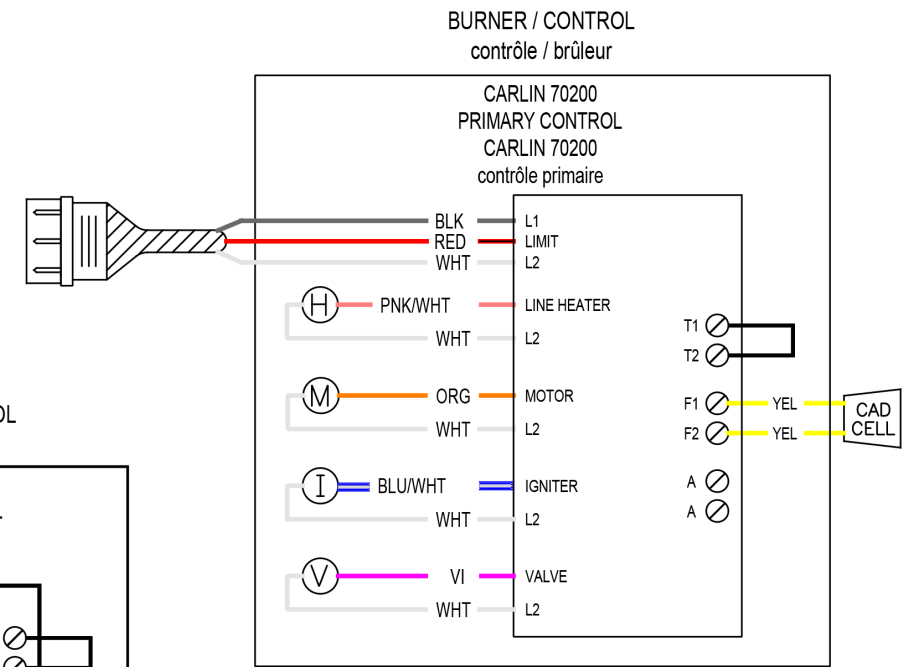 BURNER / CONTROL
contrôle / brûleur
CARLIN 70200
PRIMARY CONTROL
CARLIN 70200
contrôle primaire
BLK L1
RED LIMIT
WHT L2
H PNK/WHT LINE HEATER
WHT L2
T1
T2
M ORG MOTOR
WHT L2
F1 YEL
F2 YEL
CAD
CELL
I BLU/WHT IGNITER
WHT L2
A
A
V VI VALVE
WHT L2
OL